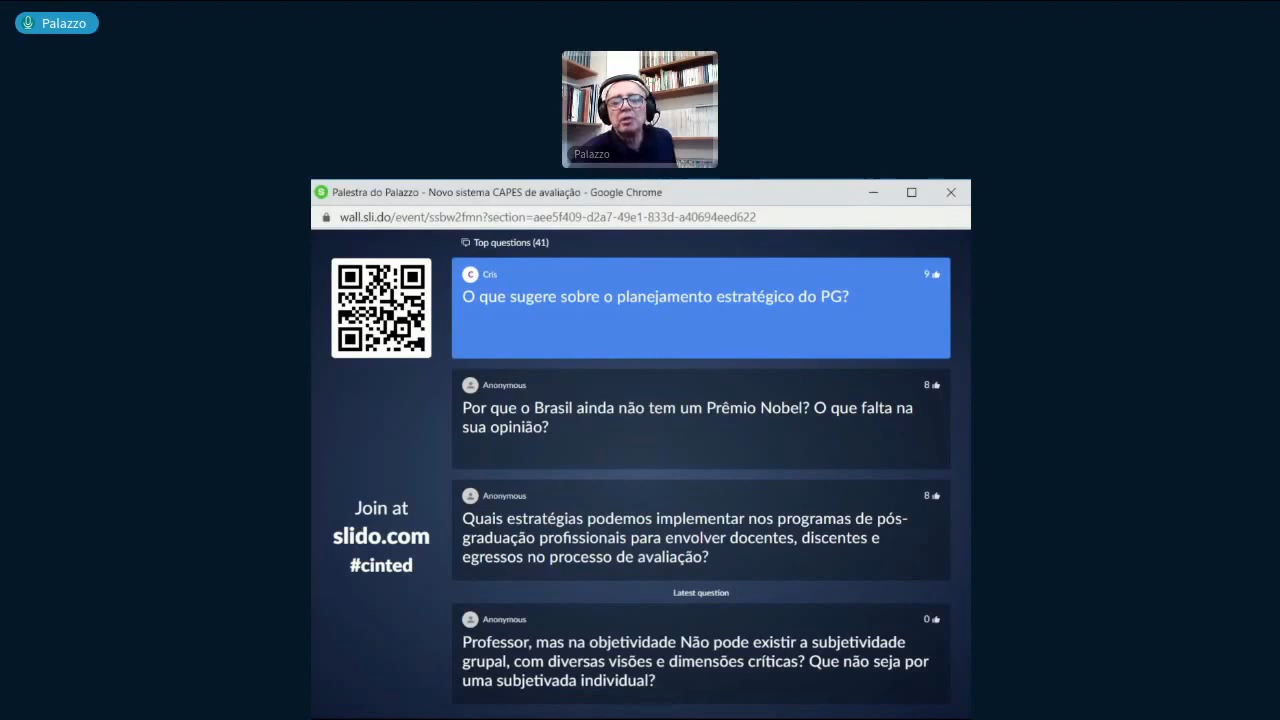 Palazzo
Palazzo
Palestra do Palazzo - Novo sistema CAPES de avaliação - Google Chrome
wall.sli.do/event/ssbw2fmn?section=aee5f409-d2a7-49e1-833d-a40694eed622
Top questions (41)
C Cris 9
O que sugere sobre o planejamento estratégico do PG?
Anonymous 8
Por que o Brasil ainda não tem um Prêmio Nobel? O que falta na
sua opinião?
Anonymous 8
Quais estratégias podemos implementar nos programas de pós-
graduação profissionais para envolver docentes, discentes e
egressos no processo de avaliação?
Join at
slido.com
#cinted
Latest question
Anonymous 0
Professor, mas na objetividade Não pode existir a subjetividade
grupal, com diversas visões e dimensões críticas? Que não seja por
uma subjetivada individual?